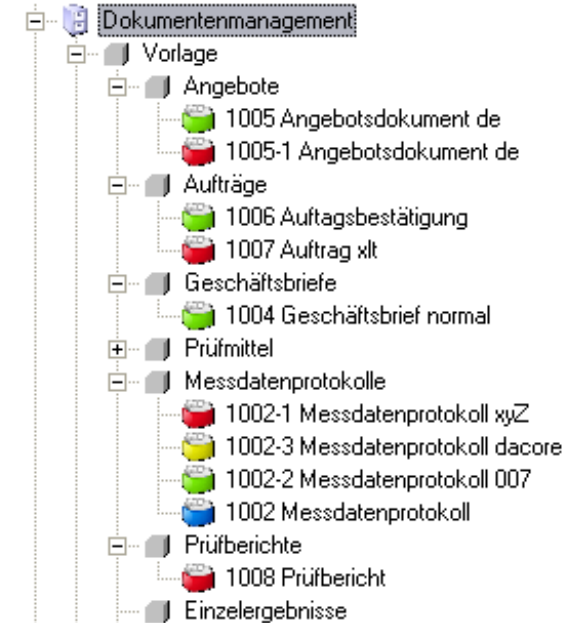 Dokumentenmanagement
Vorlage
Angebote
1005 Angebotsdokument de
1005-1 Angebotsdokument de
Aufträge
1006 Auftagsbestätigung
1007 Auftrag xlt
Geschäftsbriefe
1004 Geschäftsbrief normal
Prüfmittel
Messdatenprotokolle
1002-1 Messdatenprotokoll xyZ
1002-3 Messdatenprotokoll dacore
1002-2 Messdatenprotokoll 007
1002 Messdatenprotokoll
Prüfberichte
1008 Prüfbericht
Einzelergebnisse